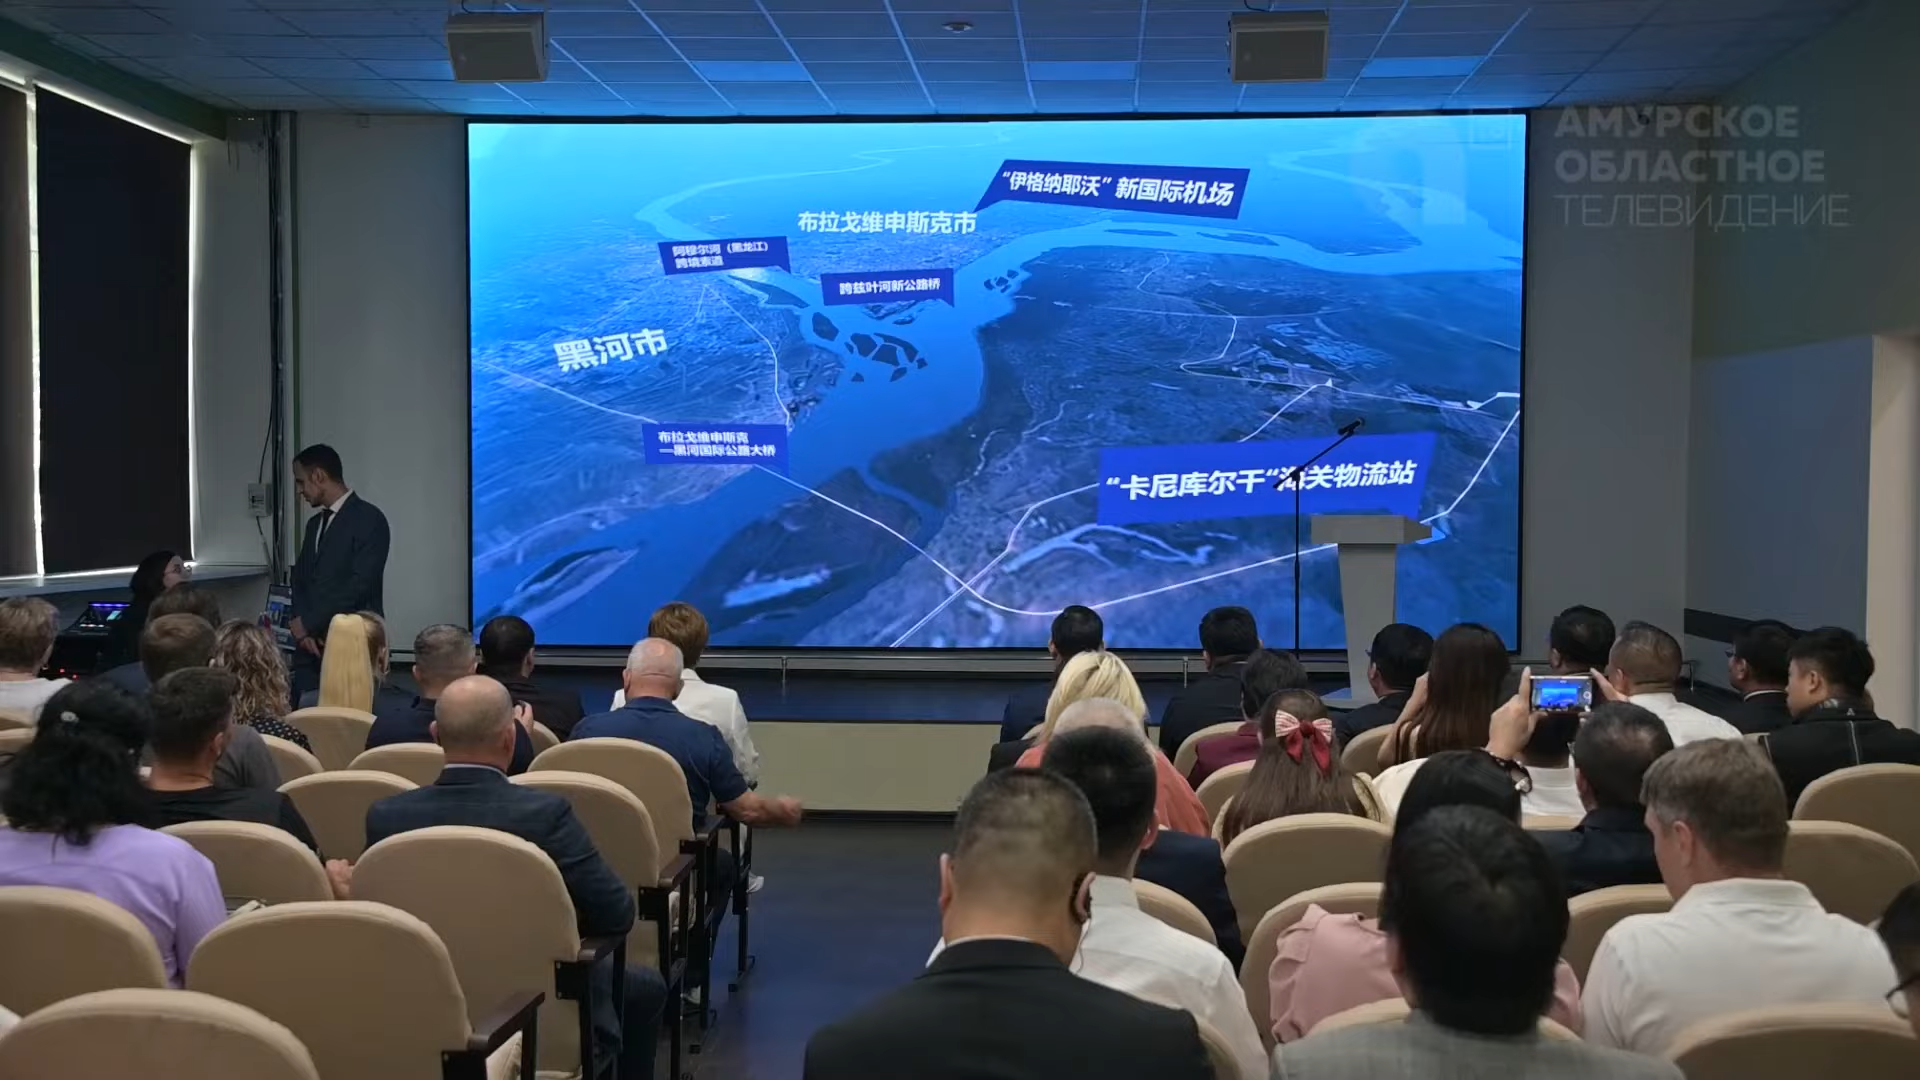 АМУРСКОЕ
ОБЛАСТНОЕ
ТЕЛЕВИДЕНИЕ
“伊格纳耶沃”新国际机场
布拉戈维申斯克市
阿穆尔河（黑龙江）
跨境索道
跨兹叶河新公路桥
黑河市
布拉戈维申斯克
—黑河国际公路大桥
“卡尼库尔干“海关物流站